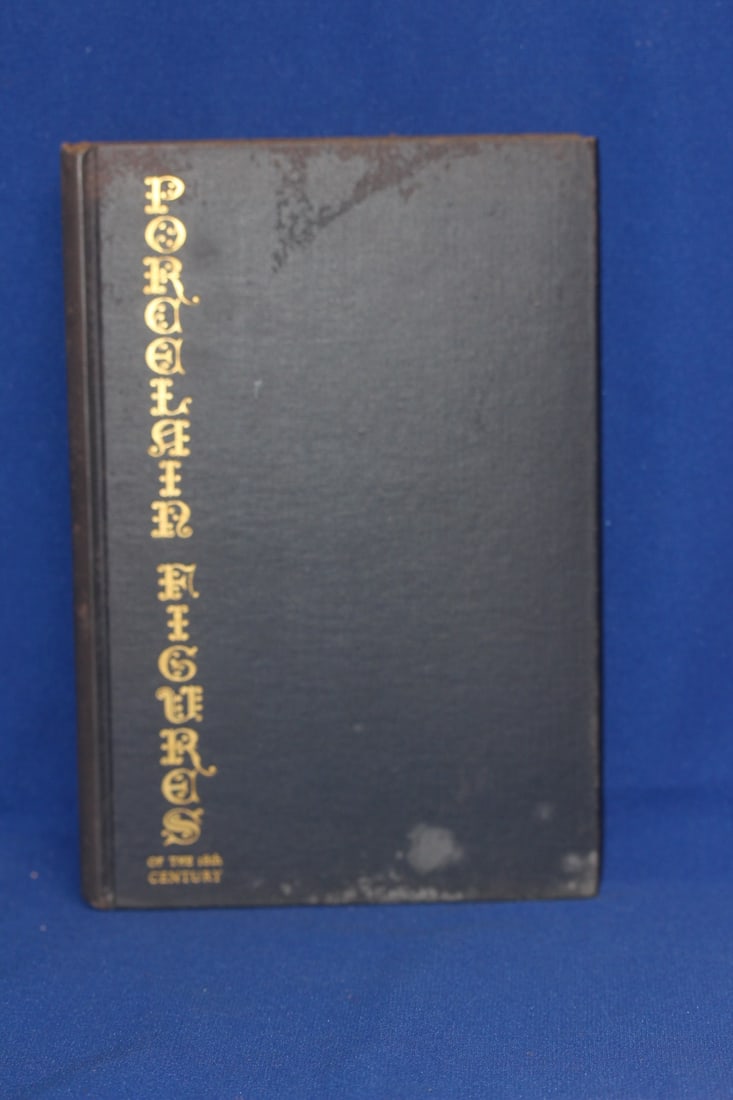 PORCELAIN FIGURES
OF THE 18th
CENTURY